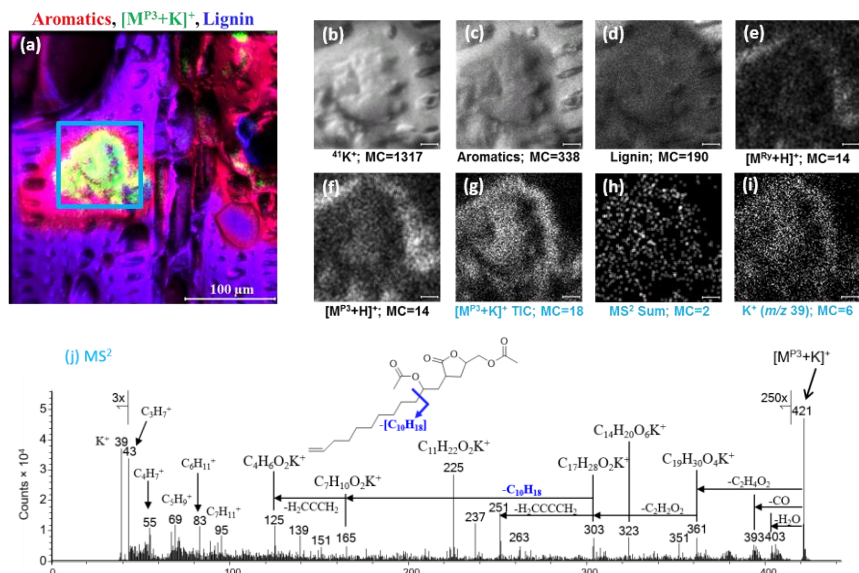 Aromatics, [Mᴾ³+K]⁺, Lignin
(a)
100 µm
(b)
⁴¹K⁺; MC=1317
(c)
Aromatics; MC=338
(d)
Lignin; MC=190
(e)
[Mᴿʸ+H]⁺; MC=14
(f)
[Mᴾ³+H]⁺; MC=14
(g)
[Mᴾ³+K]⁺ TIC; MC=18
(h)
MS² Sum; MC=2
(i)
K⁺ (m/z 39); MC=6
(j) MS²
[Mᴾ³+K]⁺
O
O
O
O
O
O
-[C₁₀H₁₈]
3x
1x
250x
1x
Counts × 10⁴
5
4
3
2
1
0
K⁺ 39
43
C₃H₇⁺
C₄H₇⁺
55
C₅H₉⁺
69
C₆H₁₁⁺
83
C₇H₁₁⁺
95
C₄H₆O₂K⁺
125
-H₂CCCH₂
139
151
C₇H₁₀O₂K⁺
165
C₁₁H₂₂O₂K⁺
225
237
-C₁₀H₁₈
251
-H₂CCCCH₂
263
C₁₇H₂₈O₂K⁺
303
C₁₄H₂₀O₆K⁺
323
-C₂H₂O₂
351
C₁₉H₃₀O₄K⁺
361
-C₂H₄O₂
-CO
393
-H₂O
403
421
100
200
300
400